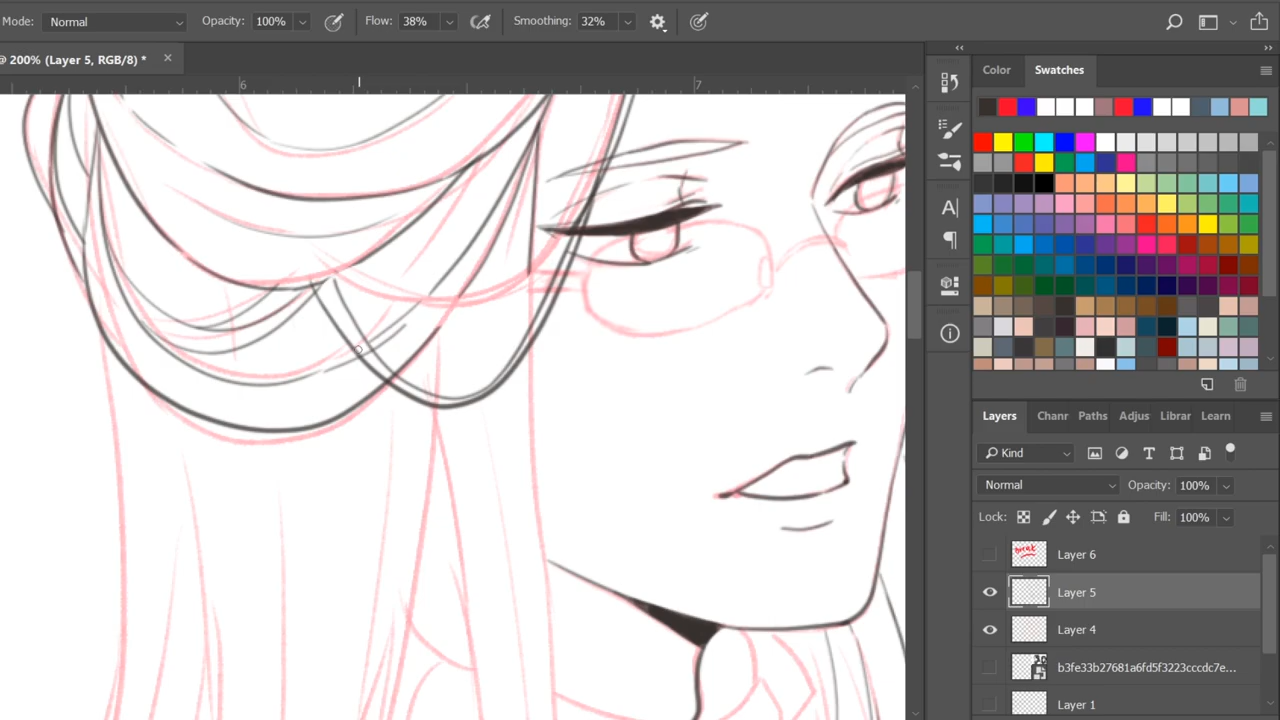 Mode: Normal Opacity: 100% Flow: 38% Smoothing: 32%
@ 200% (Layer 5, RGB/8) * ×
6 7
Color Swatches
Layers Chanr Paths Adjus Librar Learn
Kind
Normal Opacity: 100%
Lock: Fill: 100%
Layer 6
Layer 5
Layer 4
b3fe33b27681a6fd5f3223cccdc7e...
Layer 1